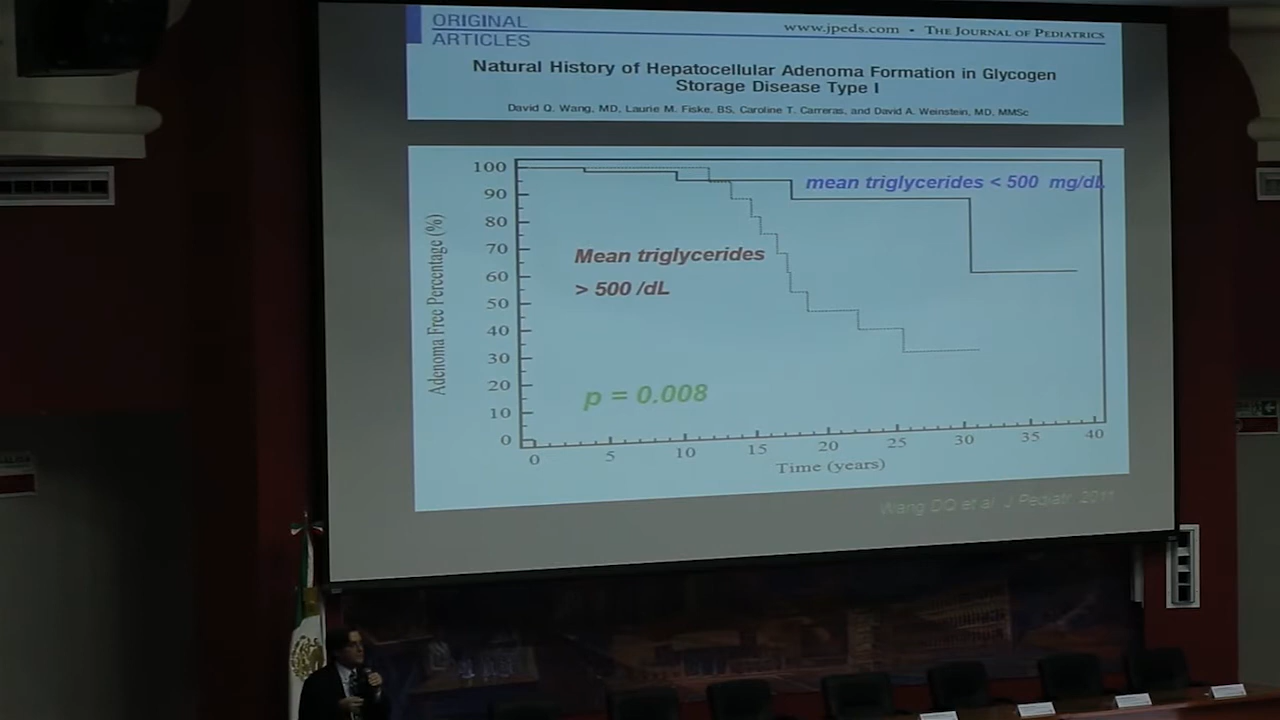 ORIGINAL
ARTICLES
www.jpeds.com • THE JOURNAL OF PEDIATRICS
Natural History of Hepatocellular Adenoma Formation in Glycogen
Storage Disease Type I
David Q. Wang, MD, Laurie M. Fiske, BS, Caroline T. Carreras, and David A. Weinstein, MD, MMSc
100
90
80
70
60
50
40
30
20
10
0
Adenoma Free Percentage (%)
mean triglycerides < 500 mg/dL
Mean triglycerides
> 500 /dL
p = 0.008
0 5 10 15 20 25 30 35 40
Time (years)
Wang DQ et al J Pediatr. 2011